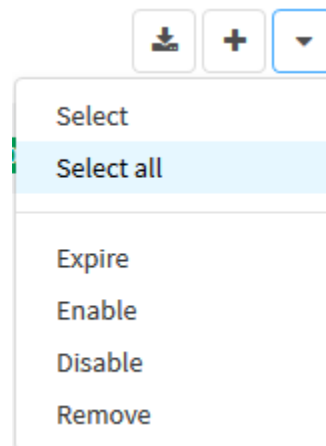 Select
Select all
Expire
Enable
Disable
Remove